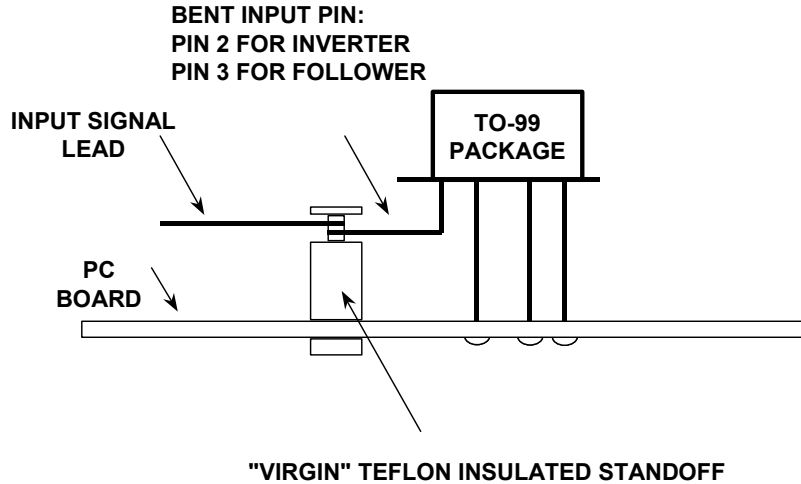 BENT INPUT PIN:
PIN 2 FOR INVERTER
PIN 3 FOR FOLLOWER
INPUT SIGNAL
LEAD
TO-99
PACKAGE
PC
BOARD
"VIRGIN" TEFLON INSULATED STANDOFF